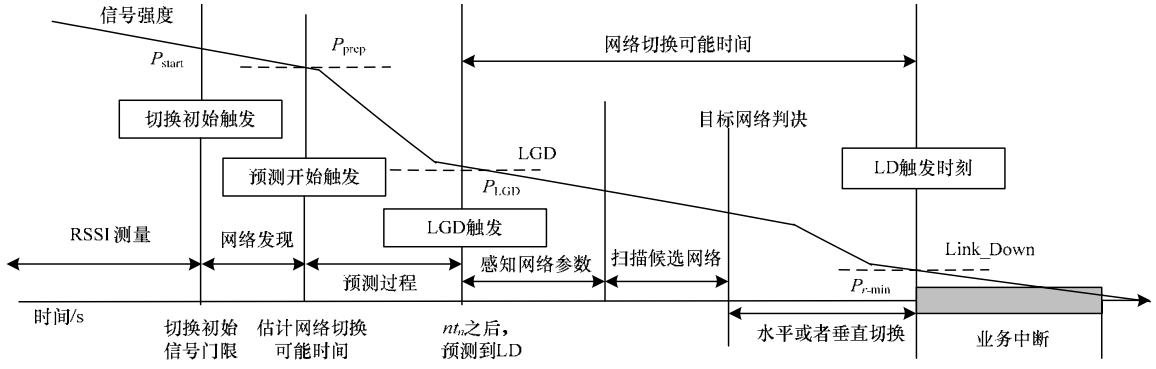 信号强度
P_start
P_prep
网络切换可能时间
切换初始触发
目标网络判决
LGD
LD触发时刻
预测开始触发
P_LGD
LGD触发
RSSI 测量
网络发现
预测过程
感知网络参数
扫描候选网络
Link_Down
P_r-min
时间/s
切换初始
信号门限
估计网络切换
可能时间
nt_n之后，
预测到LD
水平或者垂直切换
业务中断